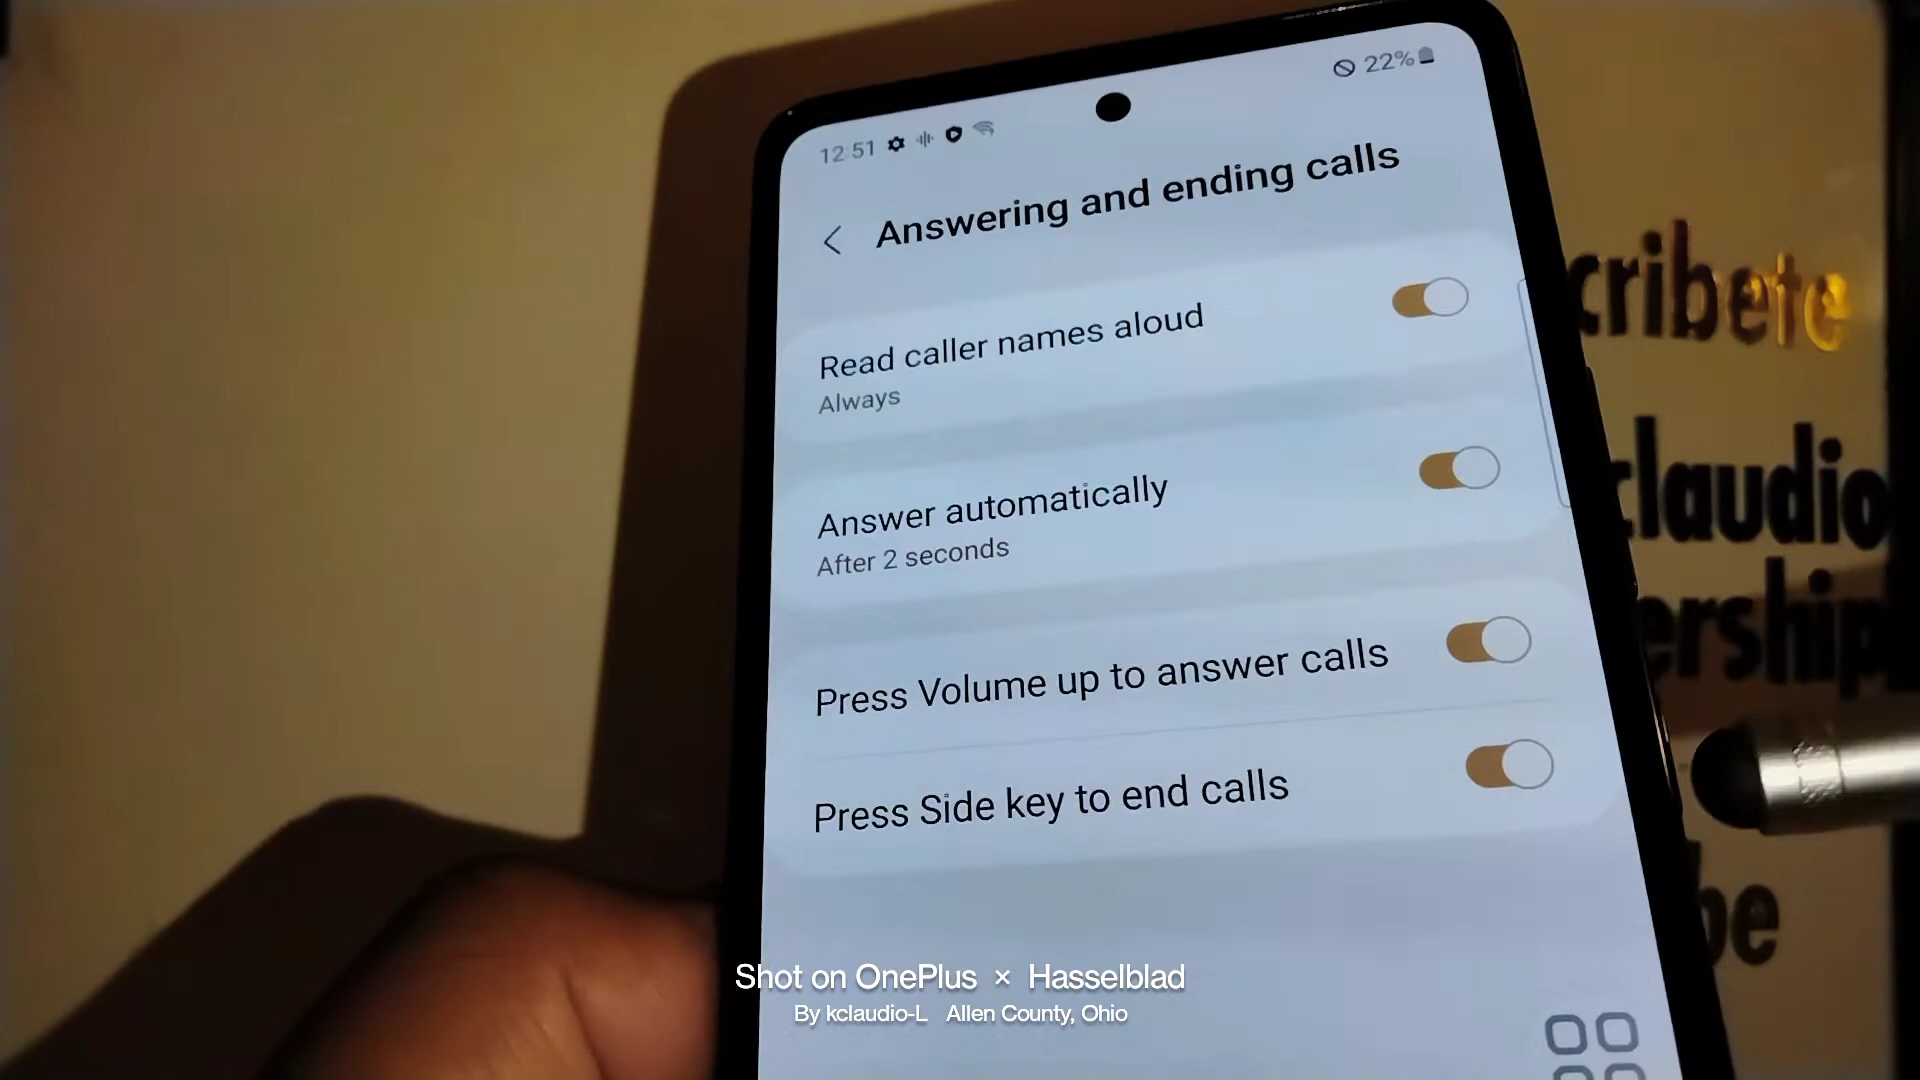 12:51
22%
Answering and ending calls
Read caller names aloud
Always
Answer automatically
After 2 seconds
Press Volume up to answer calls
Press Side key to end calls
cribete
claudio
ership
be
Shot on OnePlus × Hasselblad
By kclaudio-L Allen County, Ohio